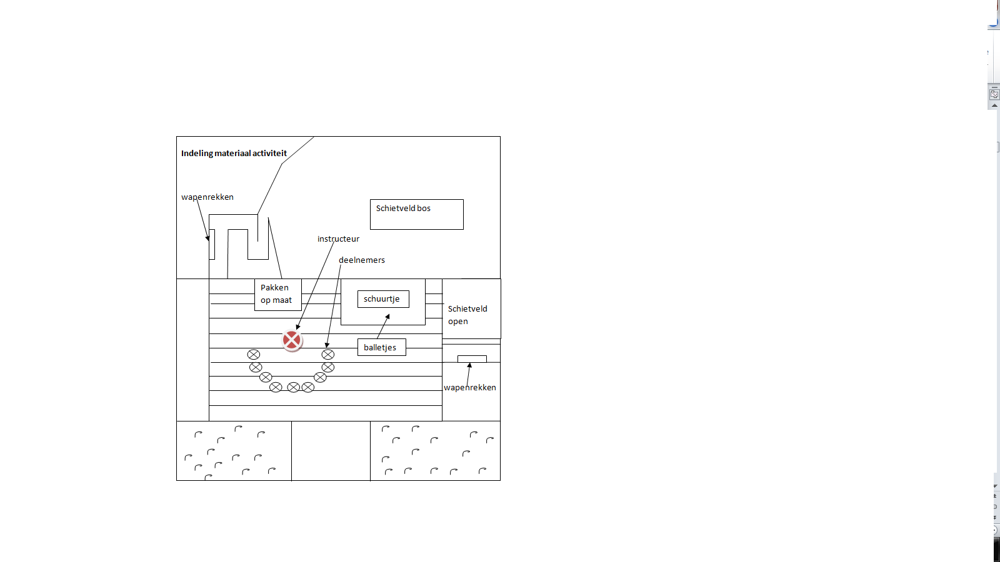 Indeling materiaal activiteit
wapenrekken
Schietveld bos
instructeur
deelnemers
Pakken
op maat
schuurtje
Schietveld
open
balletjes
wapenrekken